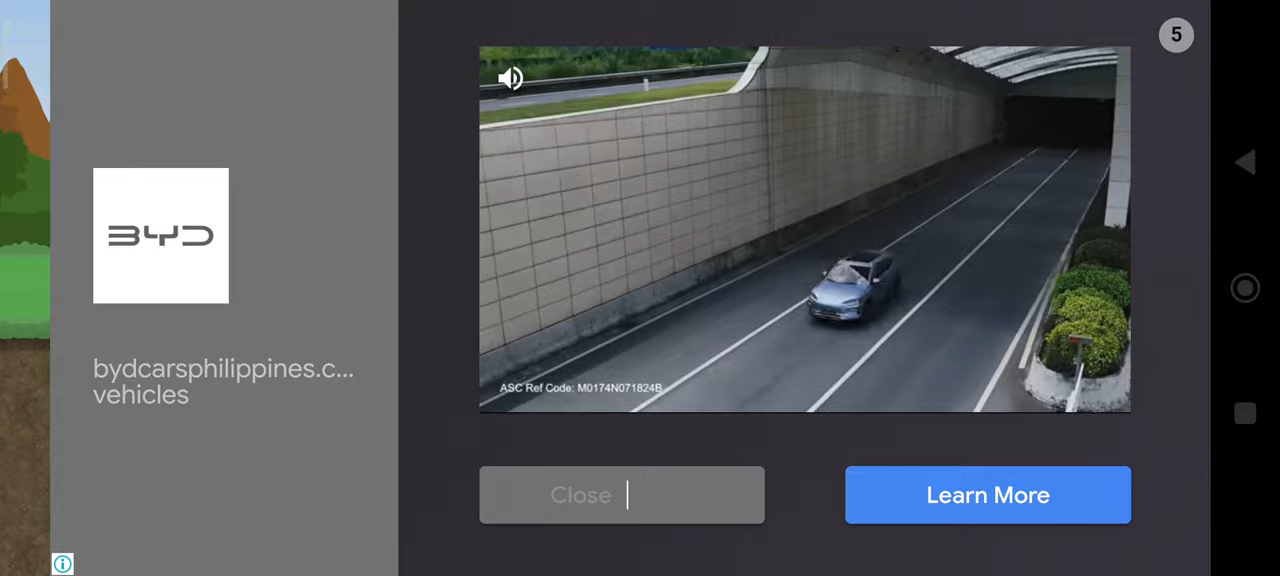 5
BYD
bydcarsphilippines.c...
vehicles
ASC Ref Code: M0174N071824B
Close
Learn More